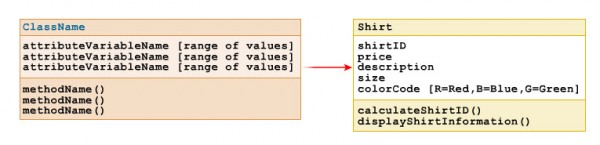 ClassName
attributeVariableName [range of values]
attributeVariableName [range of values]
attributeVariableName [range of values]
methodName()
methodName()
methodName()
Shirt
shirtID
price
description
size
colorCode [R=Red,B=Blue,G=Green]
calculateShirtID()
displayShirtInformation()